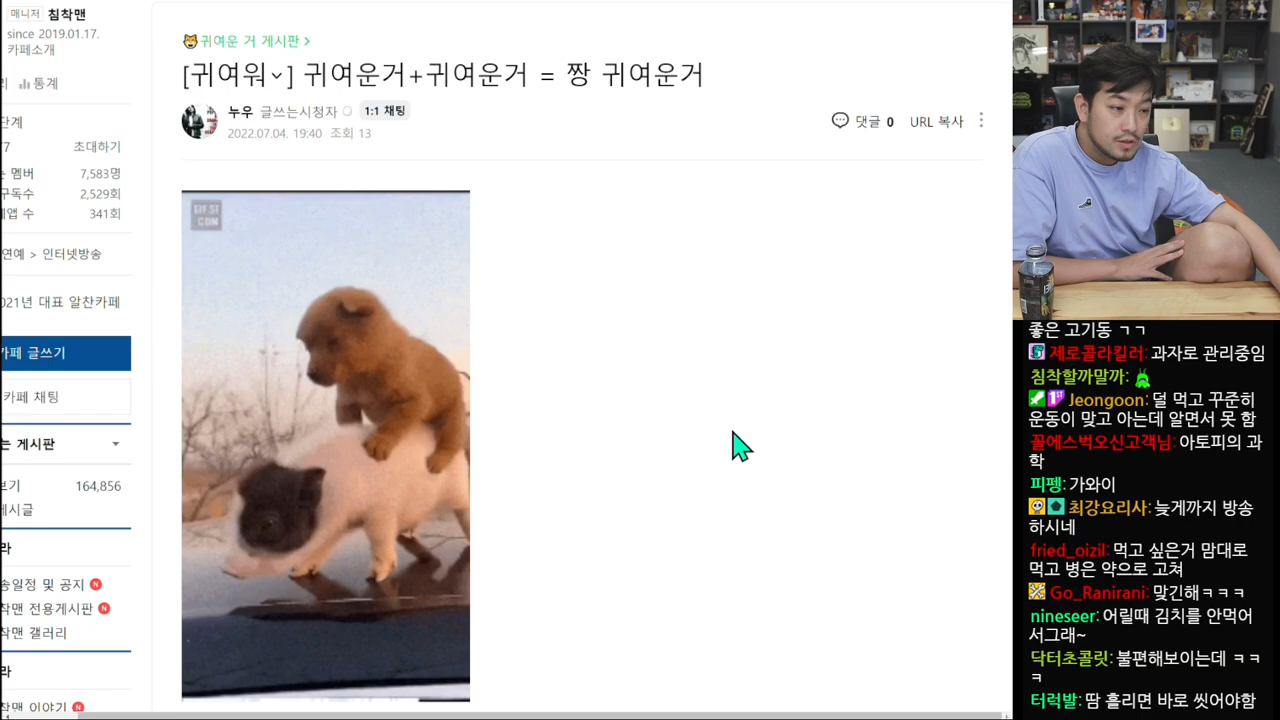 매니저 침착맨
since 2019.01.17.
카페소개
리 통계
단계
7 초대하기
멤버 7,583명
구독수 2,529회
앱 수 341회
연예 > 인터넷방송
021년 대표 알찬카페
카페 글쓰기
카페 채팅
는 게시판
보기 164,856
게시글
라
송일정 및 공지 N
착맨 전용게시판 N
착맨 갤러리
라
착맨 이야기 N
귀여운 거 게시판 >
[귀여워ᵕ] 귀여운거+귀여운거 = 짱 귀여운거
누우 글쓰는시청자 1:1 채팅
2022.07.04. 19:40 조회 13
댓글 0 URL 복사
좋은 고기동 ㄱㄱ
제로콜라킬러: 과자로 관리중임
침착할까말까:
Jeongoon: 덜 먹고 꾸준히
운동이 맞고 아는데 알면서 못 함
꼴에스벅오신고객님: 아토피의 과
학
피펭: 가와이
최강요리사: 늦게까지 방송
하시네
fried_oizil: 먹고 싶은거 맘대로
먹고 병은 약으로 고쳐
Go_Ranirani: 맞긴해ㅋㅋㅋ
nineseer: 어릴때 김치를 안먹어
서그래~
닥터초콜릿: 불편해보이는데 ㅋㅋ
ㅋ
터럭발: 땀 흘리면 바로 씻어야함